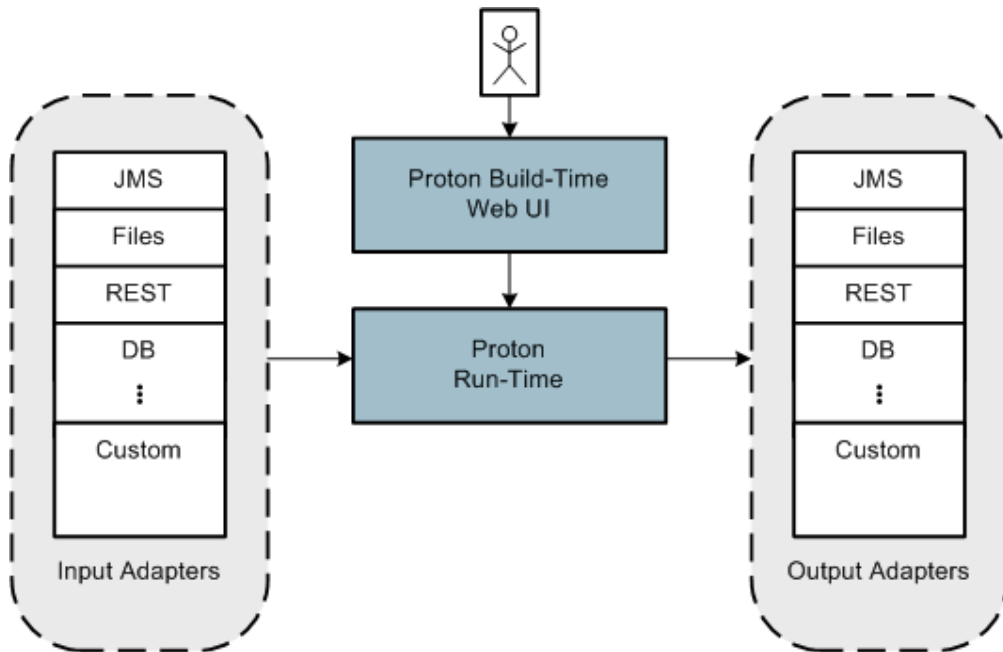 Proton Build-Time
Web UI
Proton
Run-Time
JMS
Files
REST
DB
Custom
Input Adapters
JMS
Files
REST
DB
Custom
Output Adapters